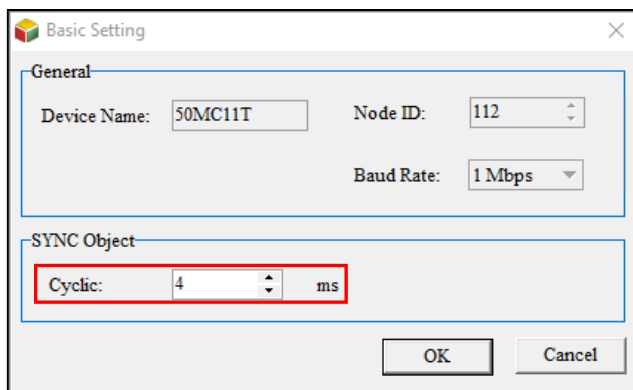 Basic Setting
General
Device Name: 50MC11T Node ID: 112
Baud Rate: 1 Mbps
SYNC Object
Cyclic: 4 ms
OK Cancel